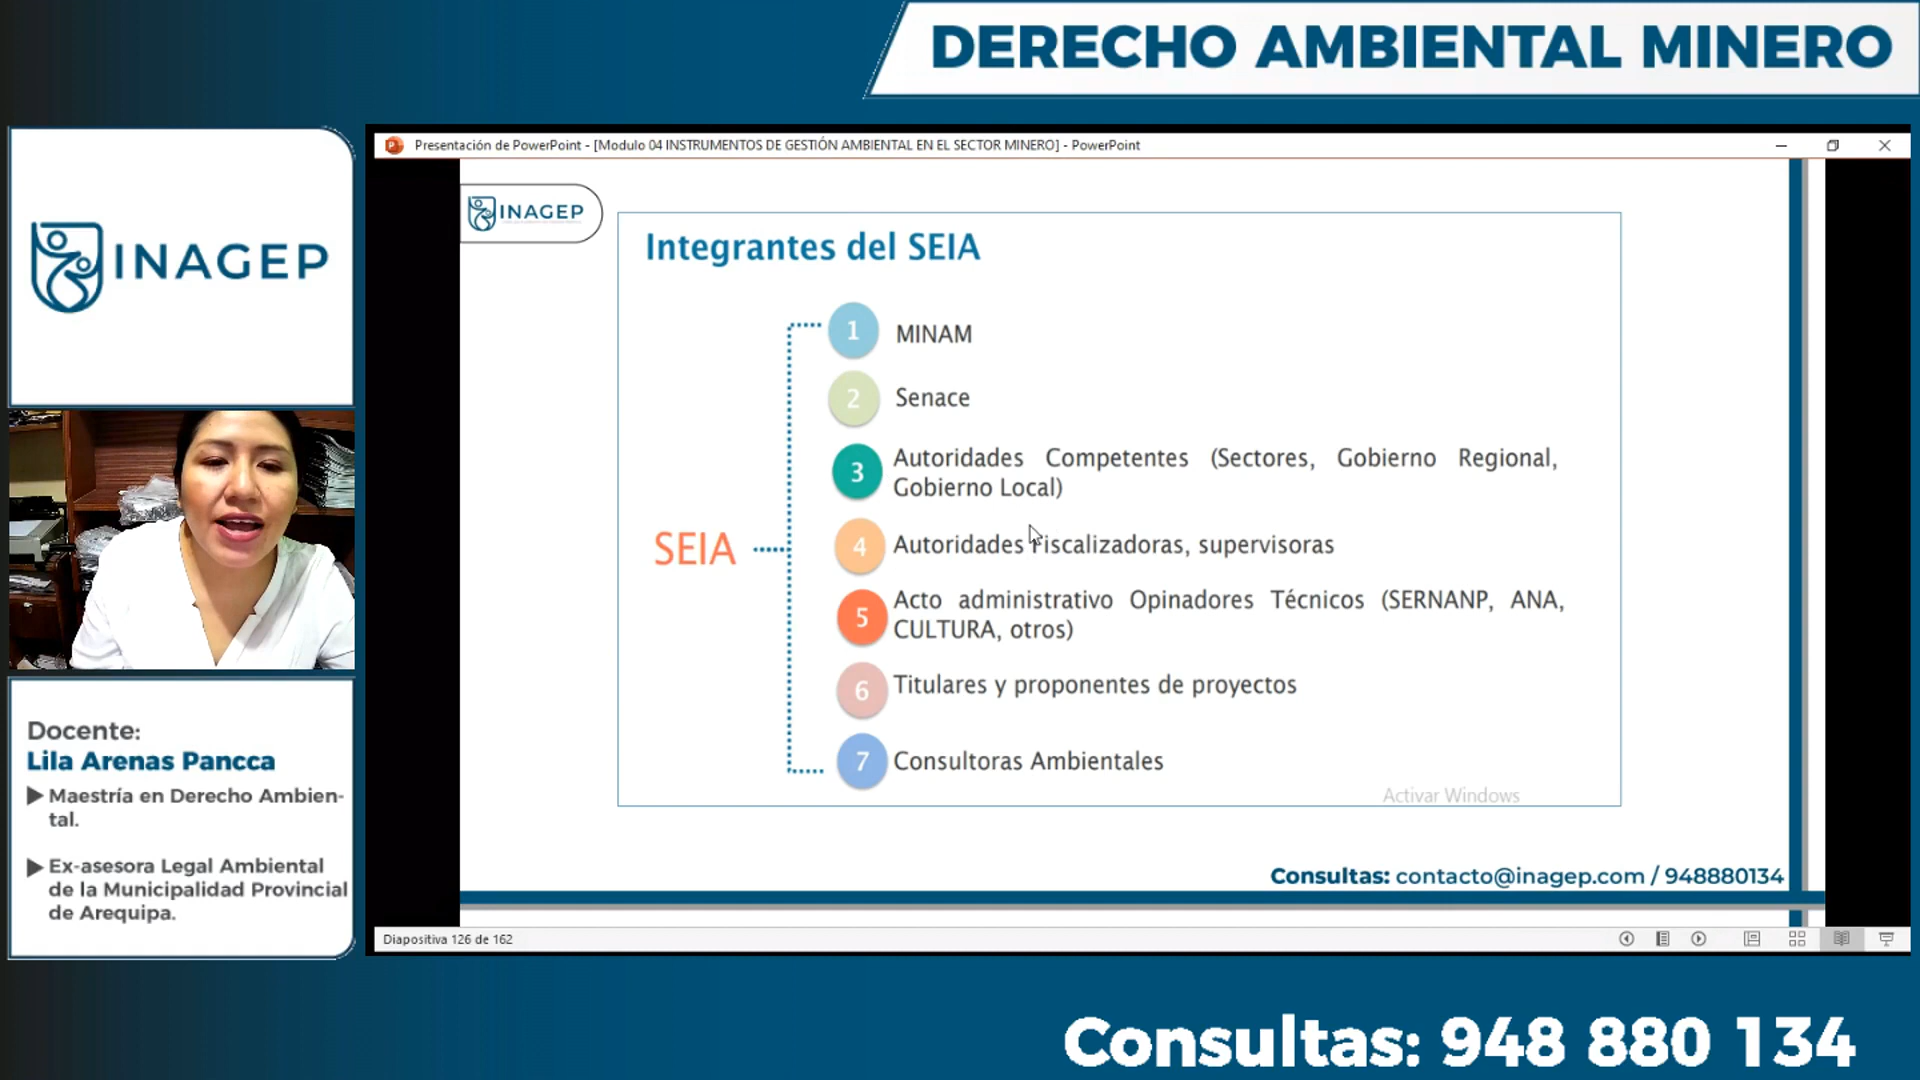 DERECHO AMBIENTAL MINERO
INAGEP
Docente:
Lila Arenas Pancca
Maestría en Derecho Ambien-
tal.
Ex-asesora Legal Ambiental
de la Municipalidad Provincial
de Arequipa.
Presentación de PowerPoint - [Modulo 04 INSTRUMENTOS DE GESTIÓN AMBIENTAL EN EL SECTOR MINERO] - PowerPoint
INAGEP
Integrantes del SEIA
SEIA
1 MINAM
2 Senace
3 Autoridades Competentes (Sectores, Gobierno Regional,
Gobierno Local)
4 Autoridades Fiscalizadoras, supervisoras
5 Acto administrativo Opinadores Técnicos (SERNANP, ANA,
CULTURA, otros)
6 Titulares y proponentes de proyectos
7 Consultoras Ambientales
Activar Windows
Consultas: contacto@inagep.com / 948880134
Diapositiva 126 de 162
Consultas: 948 880 134